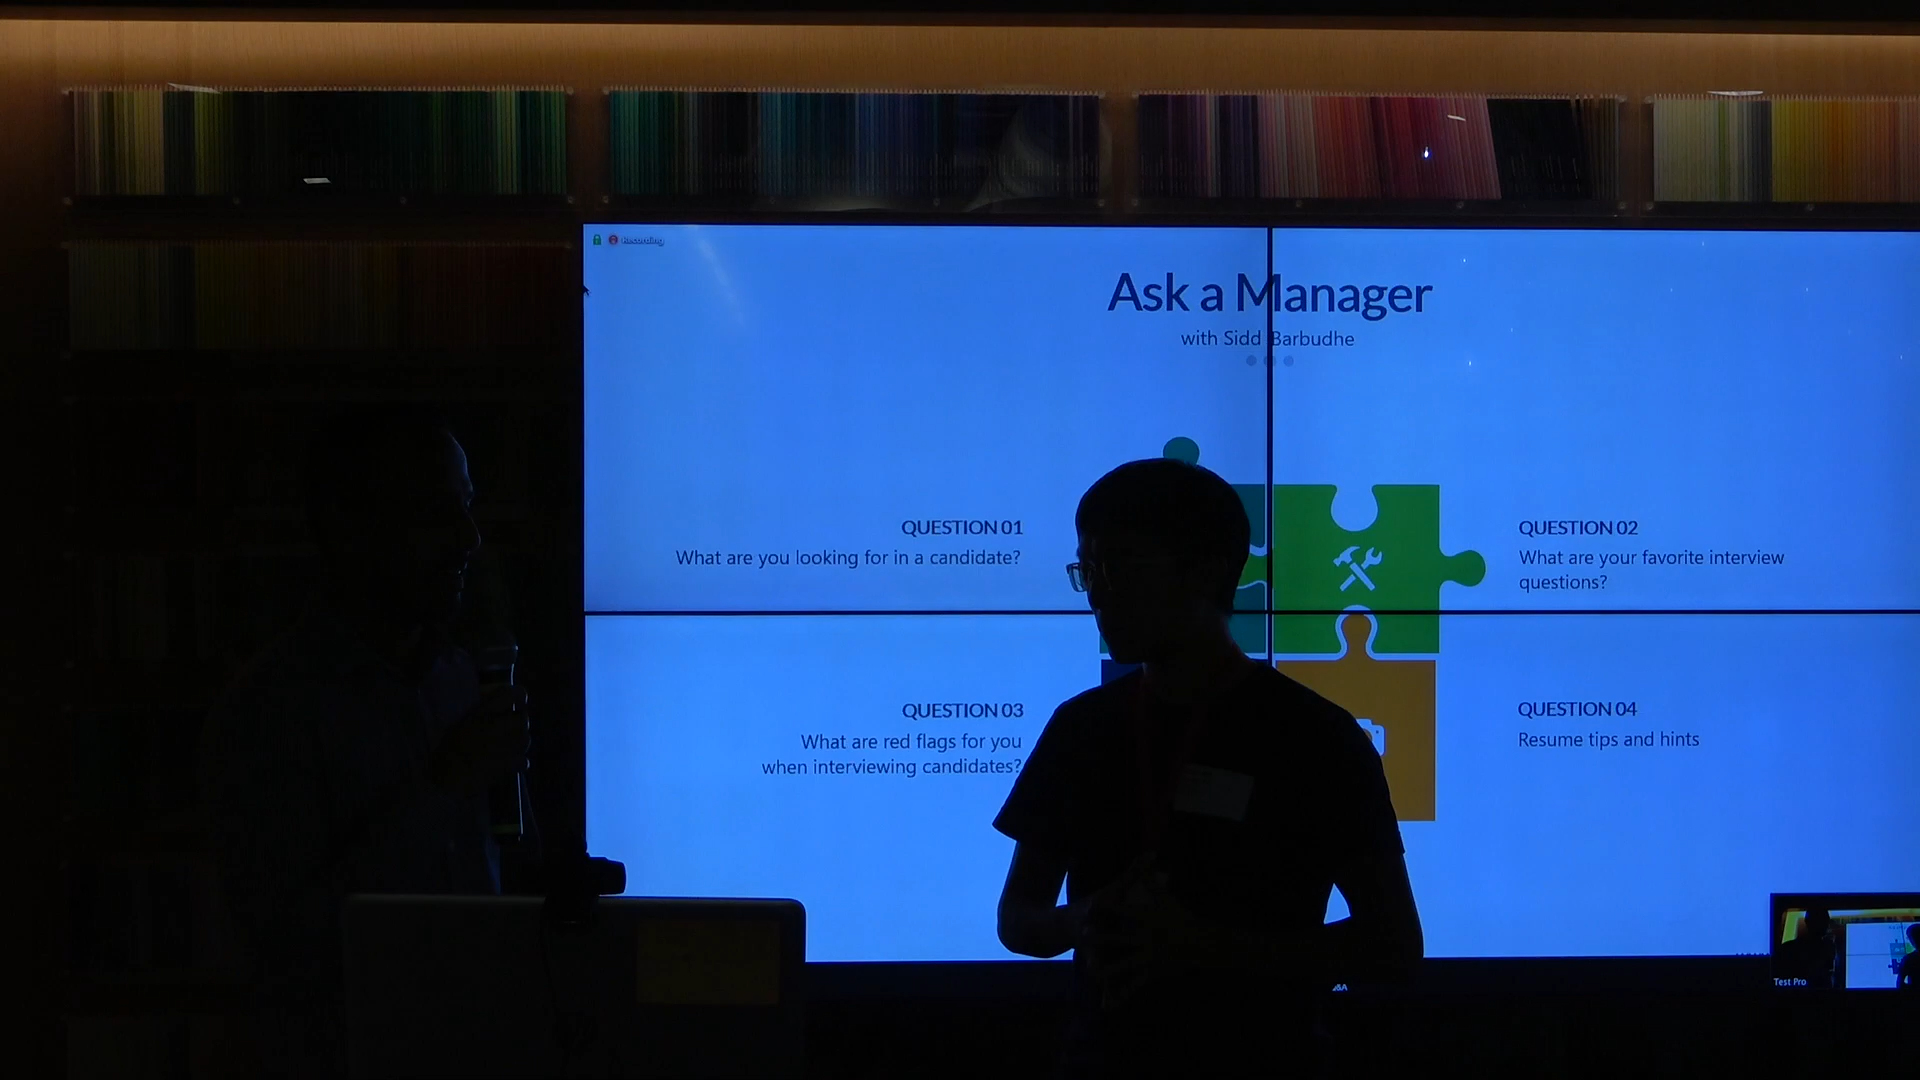 Recording
Ask a Manager
with Sidd Barbudhe
QUESTION 01
What are you looking for in a candidate?
QUESTION 02
What are your favorite interview
questions?
QUESTION 03
What are red flags for you
when interviewing candidates?
QUESTION 04
Resume tips and hints
Test Pro